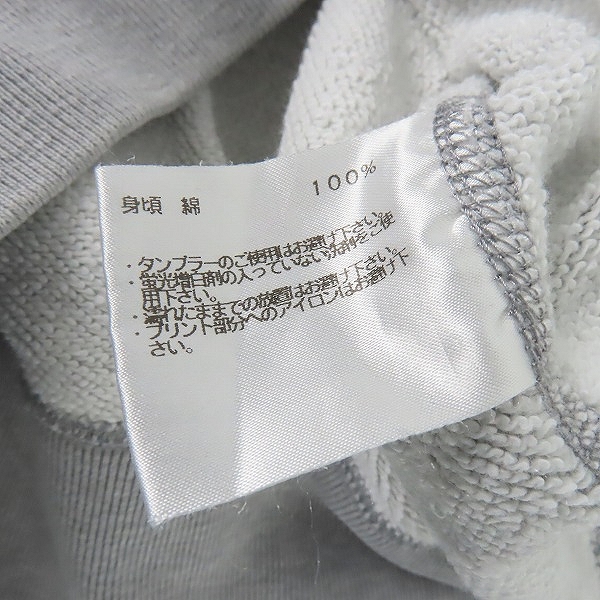 身頃 綿 100%
・タンブラーのご使用はお避け下さい。
・蛍光増白剤の入っていない洗剤をご使
用下さい。
・濡れたままでの放置はお避け下さい。
・プリント部分へのアイロンはお避け下
さい。